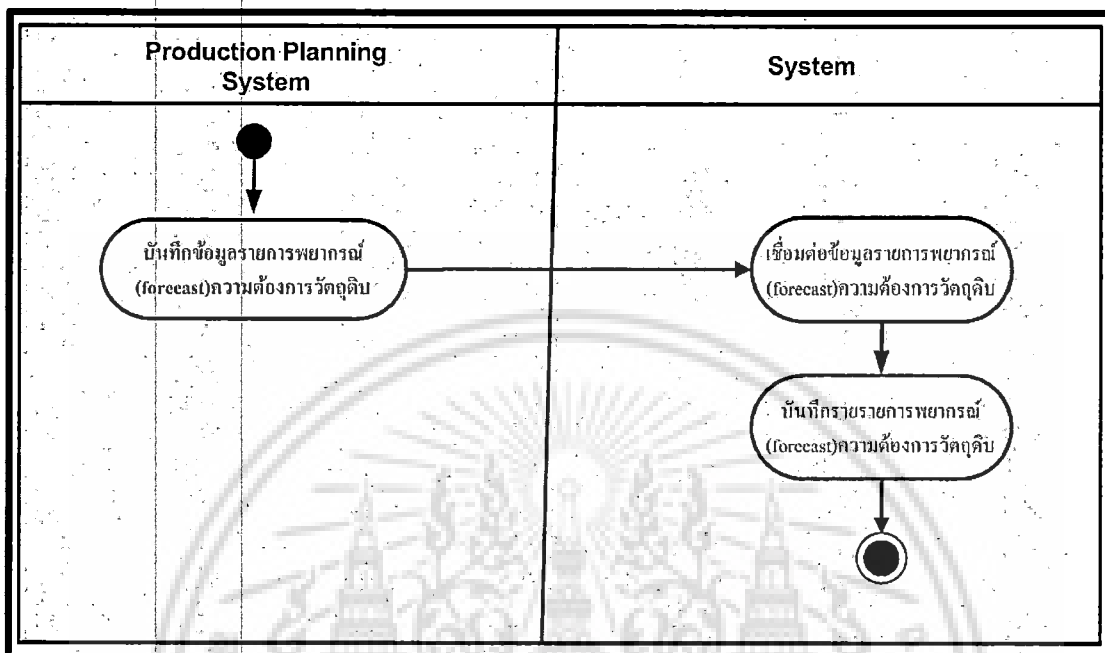 Production Planning
System
System
บันทึกข้อมูลรายการพยากรณ์
(forecast)ความต้องการวัตถุดิบ
เชื่อมต่อข้อมูลรายการพยากรณ์
(forecast)ความต้องการวัตถุดิบ
บันทึกรายรายการพยากรณ์
(forecast)ความต้องการวัตถุดิบ